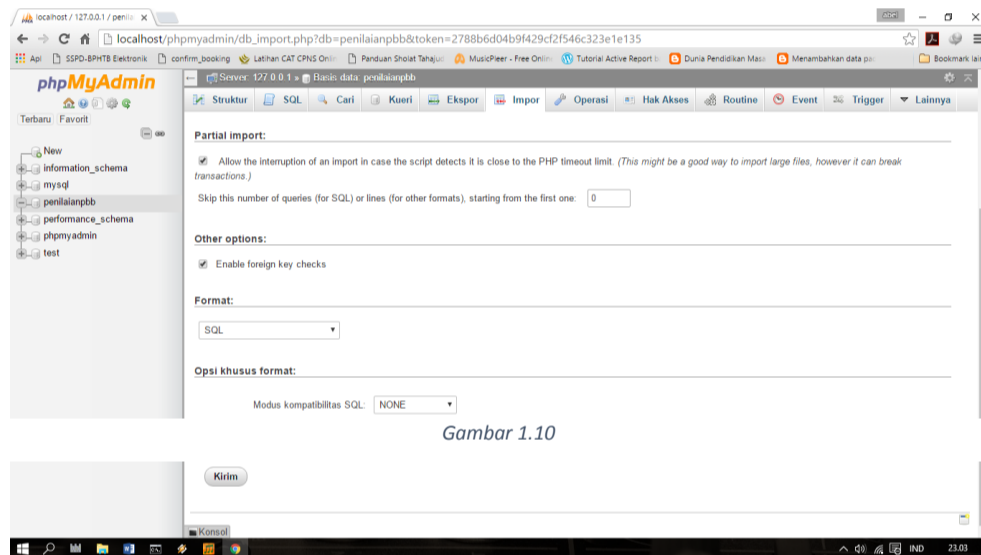 localhost / 127.0.0.1 / penila
localhost/phpmyadmin/db_import.php?db=penilaianpbb&token=2788b6d04b9f429cf2f546c323e1e135
Apl SSPD-BPHTB Elektronik confirm_booking Latihan CAT CPNS Onlin Panduan Sholat Tahajud MusicPleer - Free Onlin Tutorial Active Report Dunia Pendidikan Masa Menambahkan data pa Bookmark lai
phpMyAdmin
Terbaru Favorit
New
information_schema
mysql
penilaianpbb
performance_schema
phpmyadmin
test
Server: 127.0.0.1 » Basis data: penilaianpbb
Struktur SQL Cari Kueri Ekspor Impor Operasi Hak Akses Routine Event Trigger Lainnya
Partial import:
Allow the interruption of an import in case the script detects it is close to the PHP timeout limit. (This might be a good way to import large files, however it can break
transactions.)
Skip this number of queries (for SQL) or lines (for other formats), starting from the first one: 0
Other options:
Enable foreign key checks
Format:
SQL
Opsi khusus format:
Modus kompatibilitas SQL: NONE
Gambar 1.10
Kirim
Konsol
IND 23.03